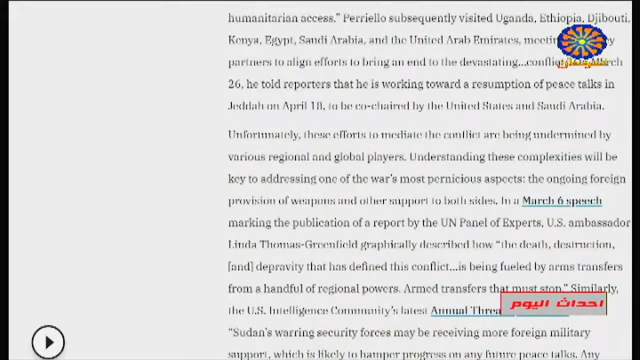 humanitarian access." Perriello subsequently visited Uganda, Ethiopia, Djibouti,
Kenya, Egypt, Saudi Arabia, and the United Arab Emirates, meeting
partners to align efforts to bring an end to the devastating…conflict
26, he told reporters that he is working toward a resumption of peace talks in
Jeddah on April 18, to be co-chaired by the United States and Saudi Arabia.
Unfortunately, these efforts to mediate the conflict are being undermined by
various regional and global players. Understanding these complexities will be
key to addressing one of the war's most pernicious aspects: the ongoing foreign
provision of weapons and other support to both sides. In a March 6 speech
marking the publication of a report by the UN Panel of Experts, U.S. ambassador
Linda Thomas-Greenfield graphically described how "the death, destruction,
[and] depravity that has defined this conflict…is being fueled by arms transfers
from a handful of regional powers. Armed transfers that must stop." Similarly,
احداث اليوم
the U.S. Intelligence Community's latest Annual
"Sudan's warring security forces may be receiving more foreign military
support, which is likely to hamper progress on any future peace talks. Any